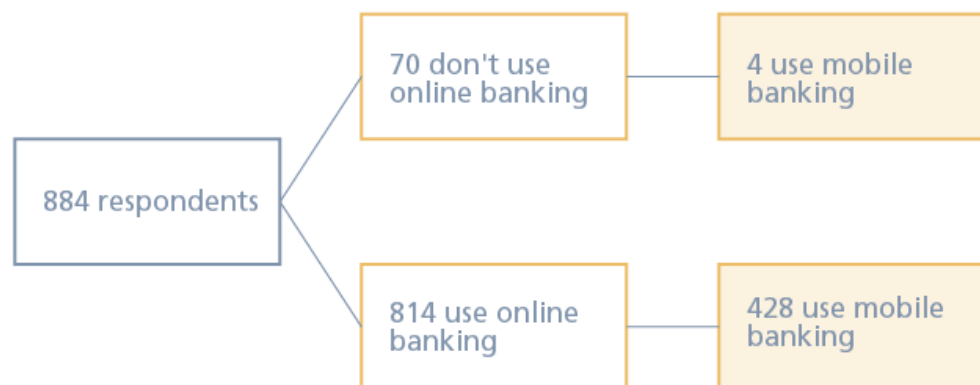 70 don't use
online banking
4 use mobile
banking
884 respondents
814 use online
banking
428 use mobile
banking